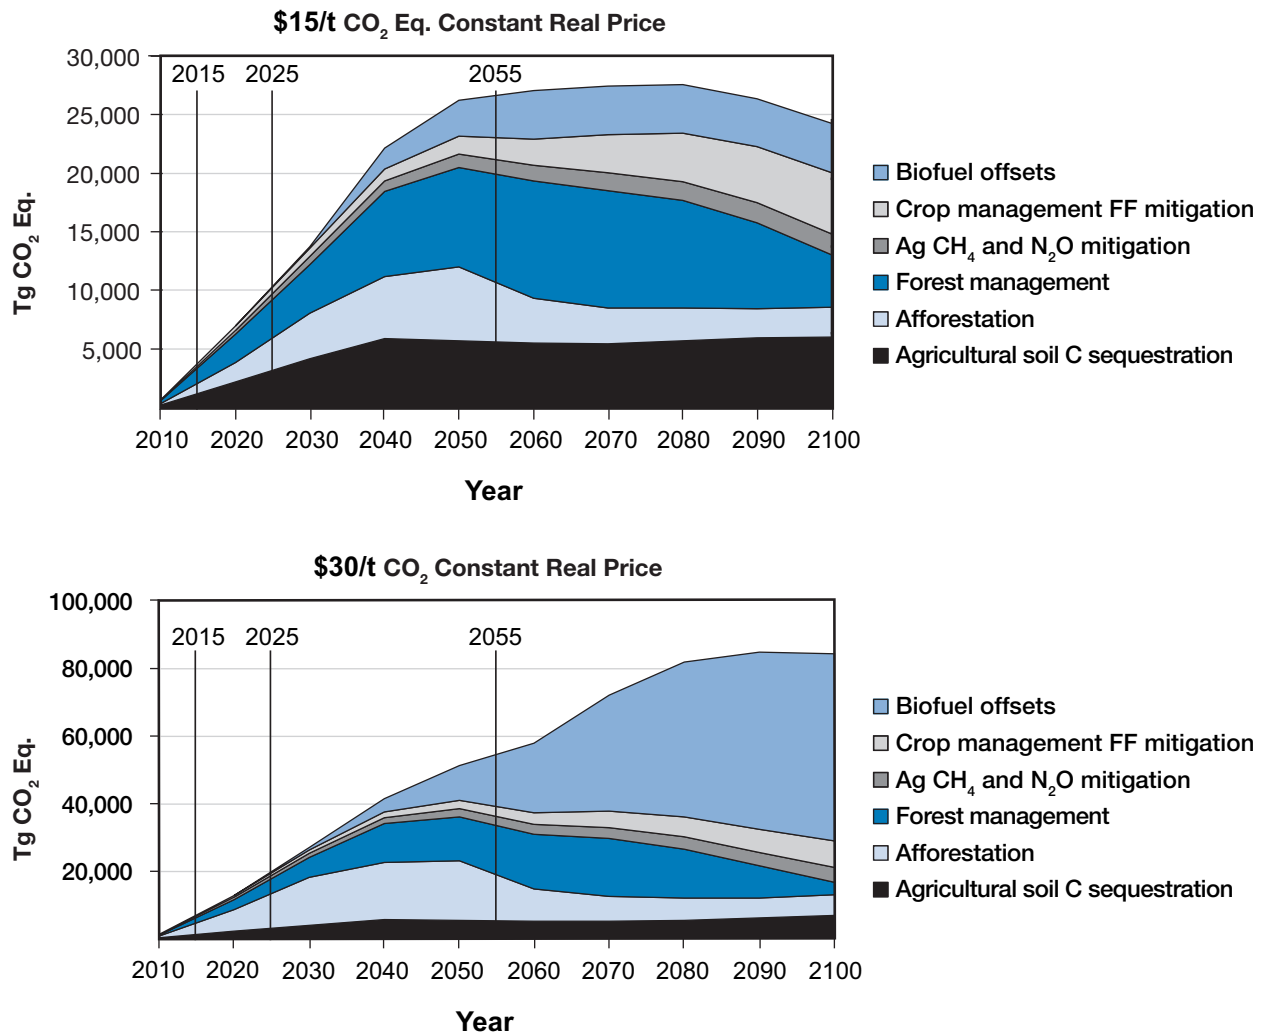 $15/t CO₂ Eq. Constant Real Price
30,000
25,000
20,000
15,000
10,000
5,000
Tg CO₂ Eq.
2015 2025 2055
2010 2020 2030 2040 2050 2060 2070 2080 2090 2100
Year
Biofuel offsets
Crop management FF mitigation
Ag CH₄ and N₂O mitigation
Forest management
Afforestation
Agricultural soil C sequestration
$30/t CO₂ Constant Real Price
100,000
80,000
60,000
40,000
20,000
Tg CO₂ Eq.
2015 2025 2055
2010 2020 2030 2040 2050 2060 2070 2080 2090 2100
Year
Biofuel offsets
Crop management FF mitigation
Ag CH₄ and N₂O mitigation
Forest management
Afforestation
Agricultural soil C sequestration